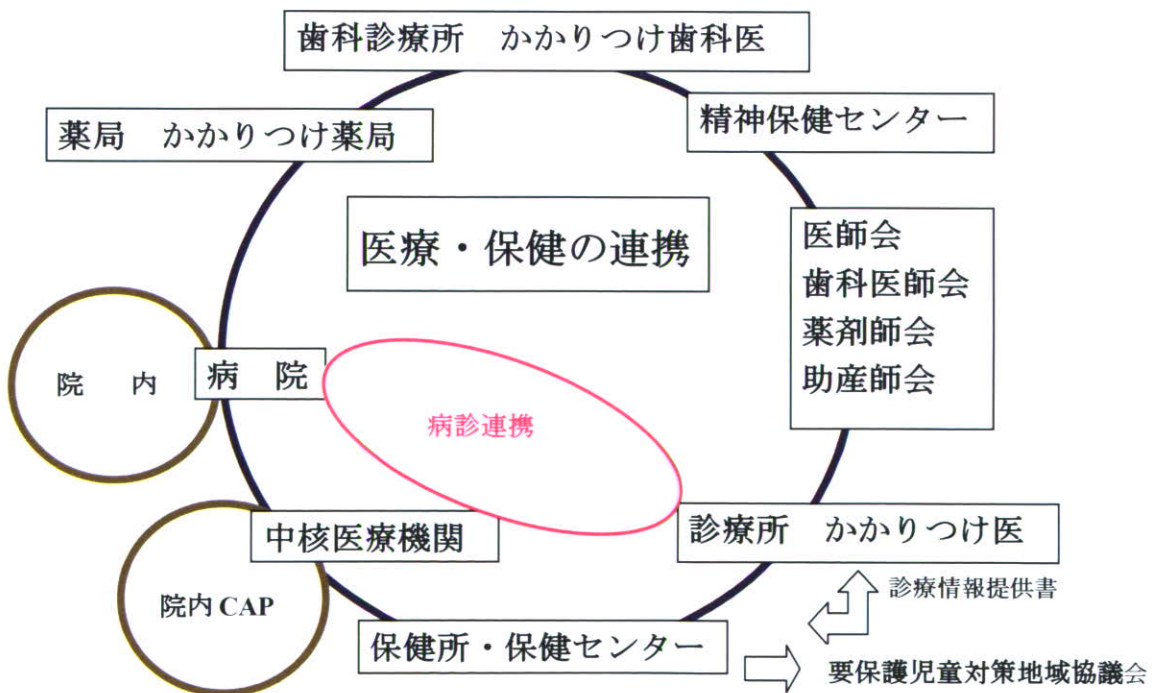 歯科診療所　かかりつけ歯科医
薬局　かかりつけ薬局
精神保健センター
医療・保健の連携
医師会
歯科医師会
薬剤師会
助産師会
院　内
病　院
病診連携
中核医療機関
診療所　かかりつけ医
院内 CAP
診療情報提供書
保健所・保健センター
要保護児童対策地域協議会